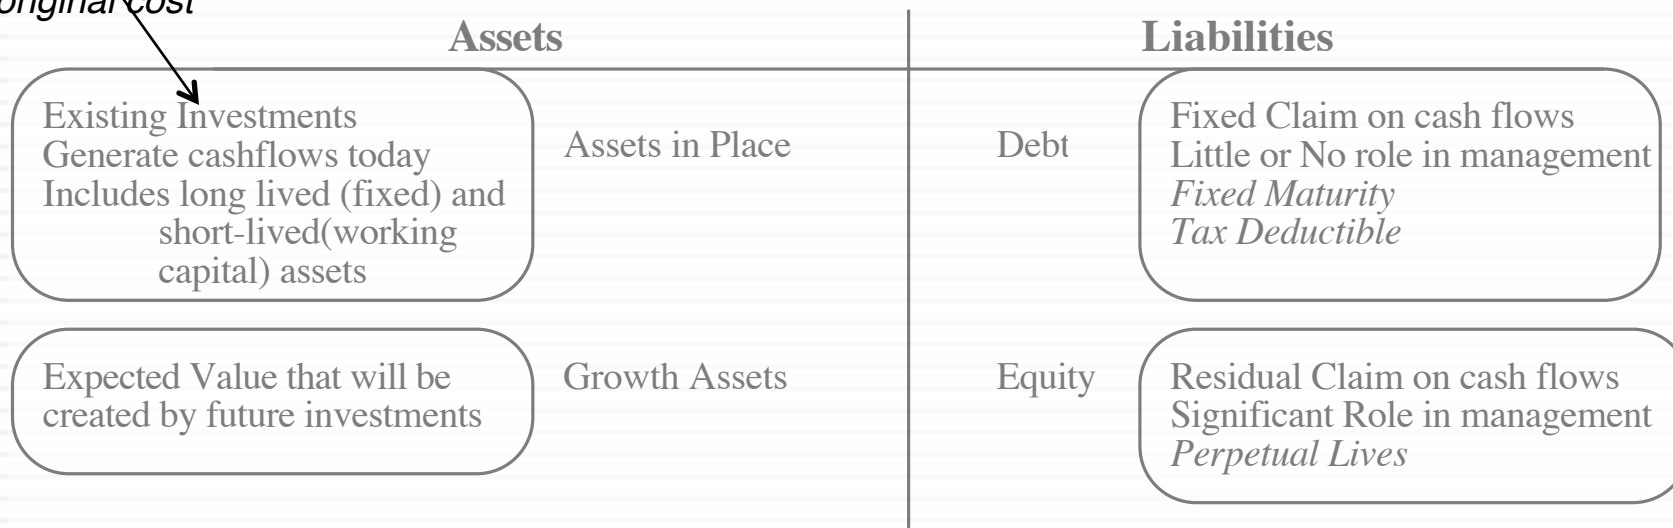 original cost
Assets
Liabilities
Existing Investments
Generate cashflows today
Includes long lived (fixed) and
short-lived(working
capital) assets
Assets in Place
Debt
Fixed Claim on cash flows
Little or No role in management
Fixed Maturity
Tax Deductible
Expected Value that will be
created by future investments
Growth Assets
Equity
Residual Claim on cash flows
Significant Role in management
Perpetual Lives